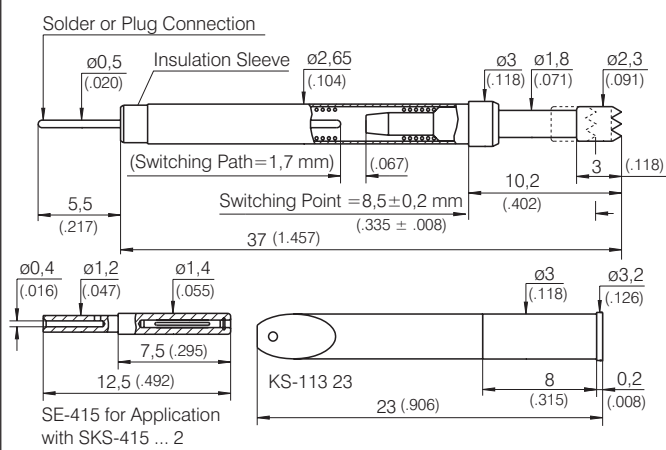 Solder or Plug Connection
ø0,5
(.020)
Insulation Sleeve
ø2,65
(.104)
ø3
(.118)
ø1,8
(.071)
ø2,3
(.091)
(Switching Path=1,7 mm)
(.067)
3
(.118)
10,2
(.402)
5,5
(.217)
Switching Point =8,5±0,2 mm
(.335 ± .008)
37 (1.457)
ø0,4
(.016)
ø1,2
(.047)
ø1,4
(.055)
ø3
(.118)
ø3,2
(.126)
7,5 (.295)
12,5 (.492)
KS-113 23
8
(.315)
0,2
(.008)
23 (.906)
SE-415 for Application
with SKS-415 ... 2